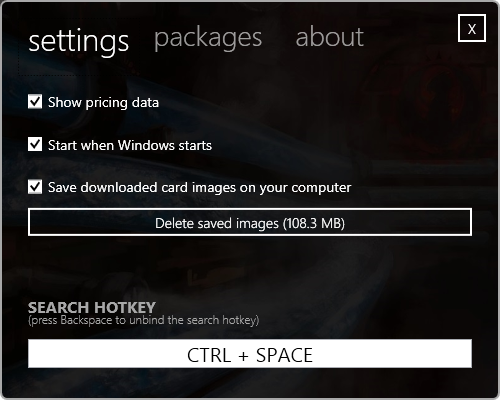 settings packages about X
Show pricing data
Start when Windows starts
Save downloaded card images on your computer
Delete saved images (108.3 MB)
SEARCH HOTKEY
(press Backspace to unbind the search hotkey)
CTRL + SPACE